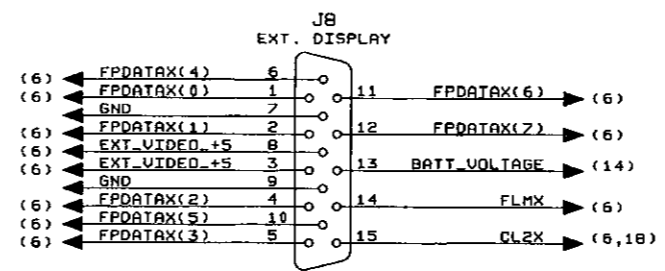 J8
EXT. DISPLAY
(6) FPDATAX(4) 6
(6) FPDATAX(0) 1 11 FPDATAX(6) (6)
GND 7
(6) FPDATAX(1) 2 12 FPDATAX(7) (6)
(6) EXT_VIDEO_+5 8
(6) EXT_VIDEO_+5 3 13 BATT_VOLTAGE (14)
GND 9
(6) FPDATAX(2) 4 14 FLMX (6)
(6) FPDATAX(5) 10
(6) FPDATAX(3) 5 15 CL2X (6,18)